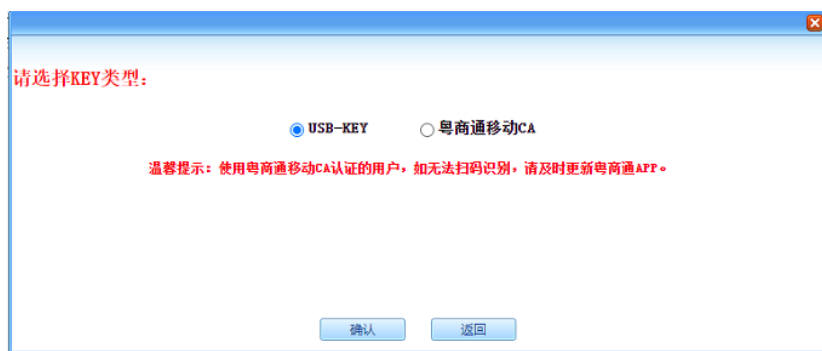 请选择KEY类型：
USB-KEY 粤商通移动CA
温馨提示：使用粤商通移动CA认证的用户，如无法扫码识别，请及时更新粤商通APP。
确认 返回